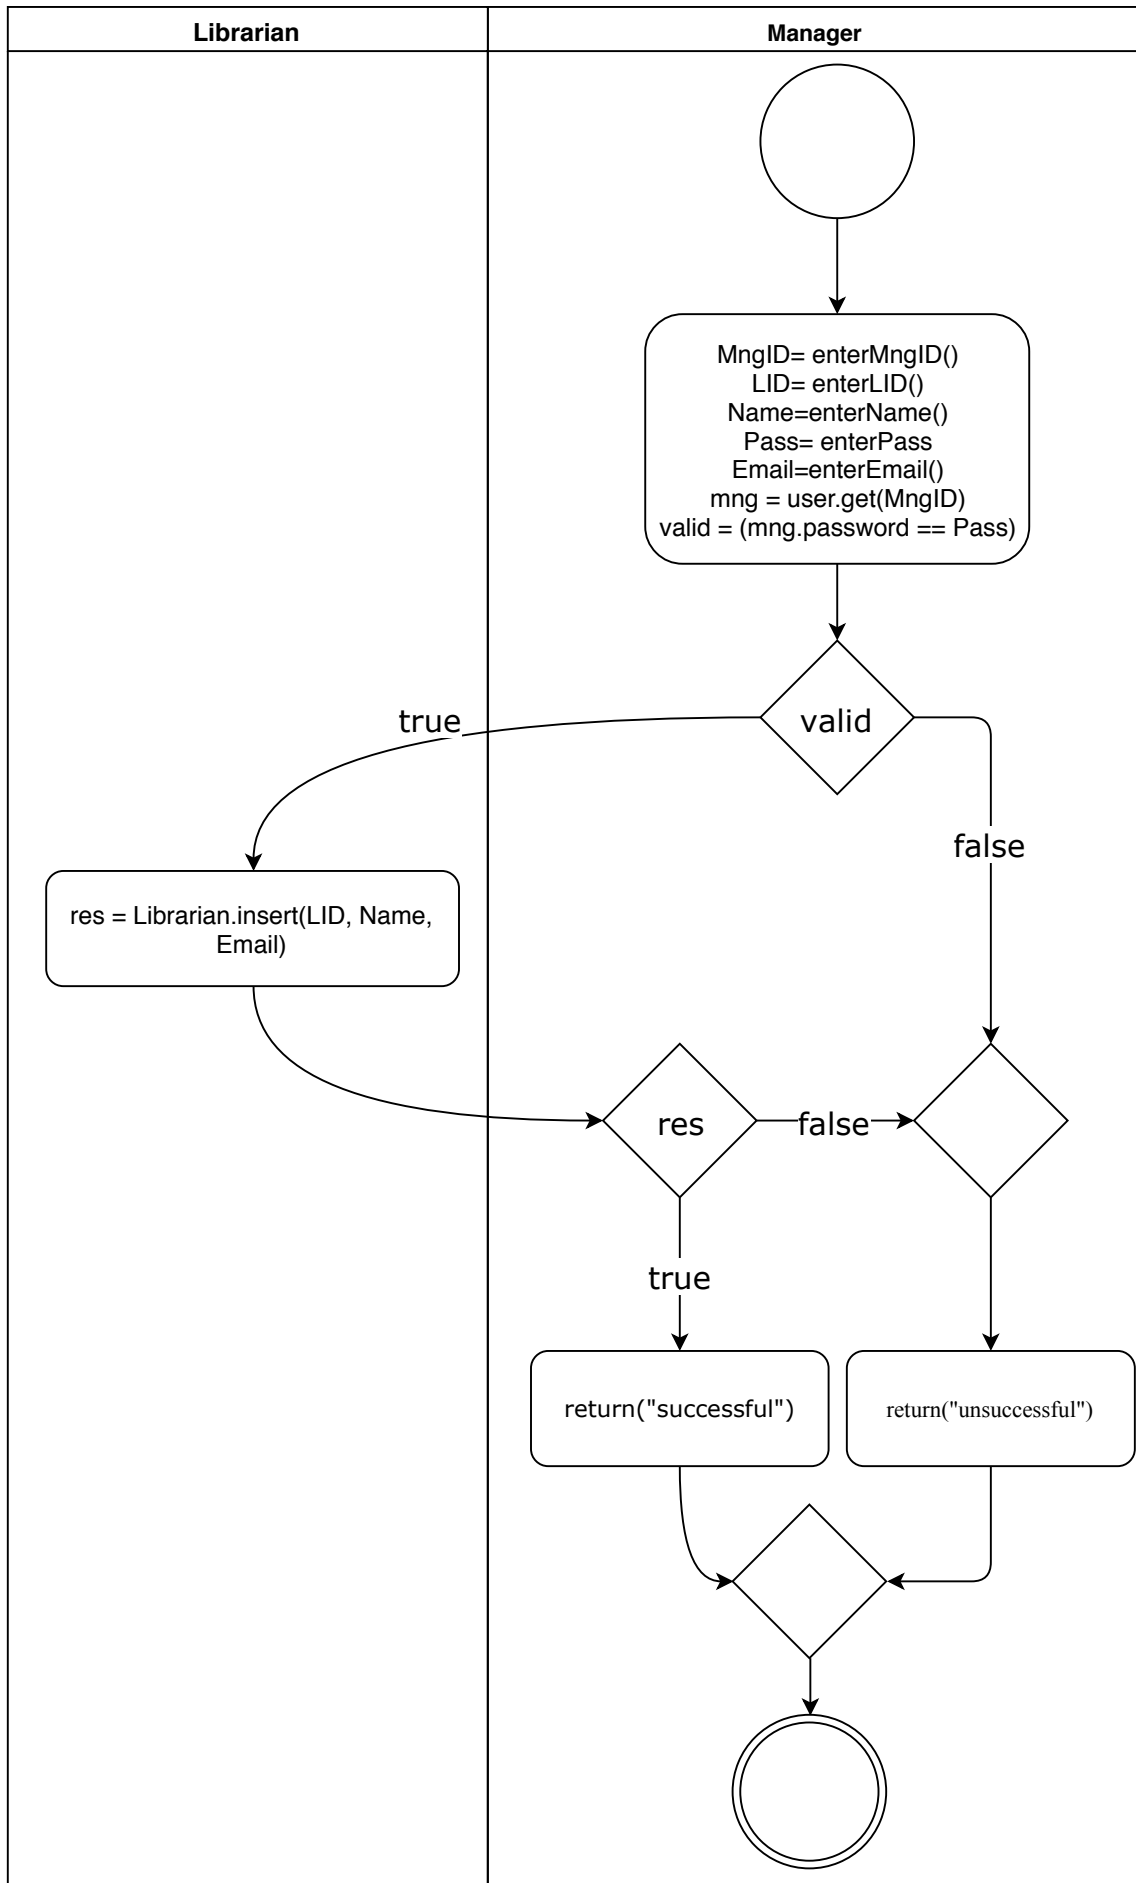 Librarian
Manager
MngID= enterMngID()
LID= enterLID()
Name=enterName()
Pass= enterPass
Email=enterEmail()
mng = user.get(MngID)
valid = (mng.password == Pass)
true
valid
false
res = Librarian.insert(LID, Name,
Email)
res
false
true
return("successful")
return("unsuccessful")